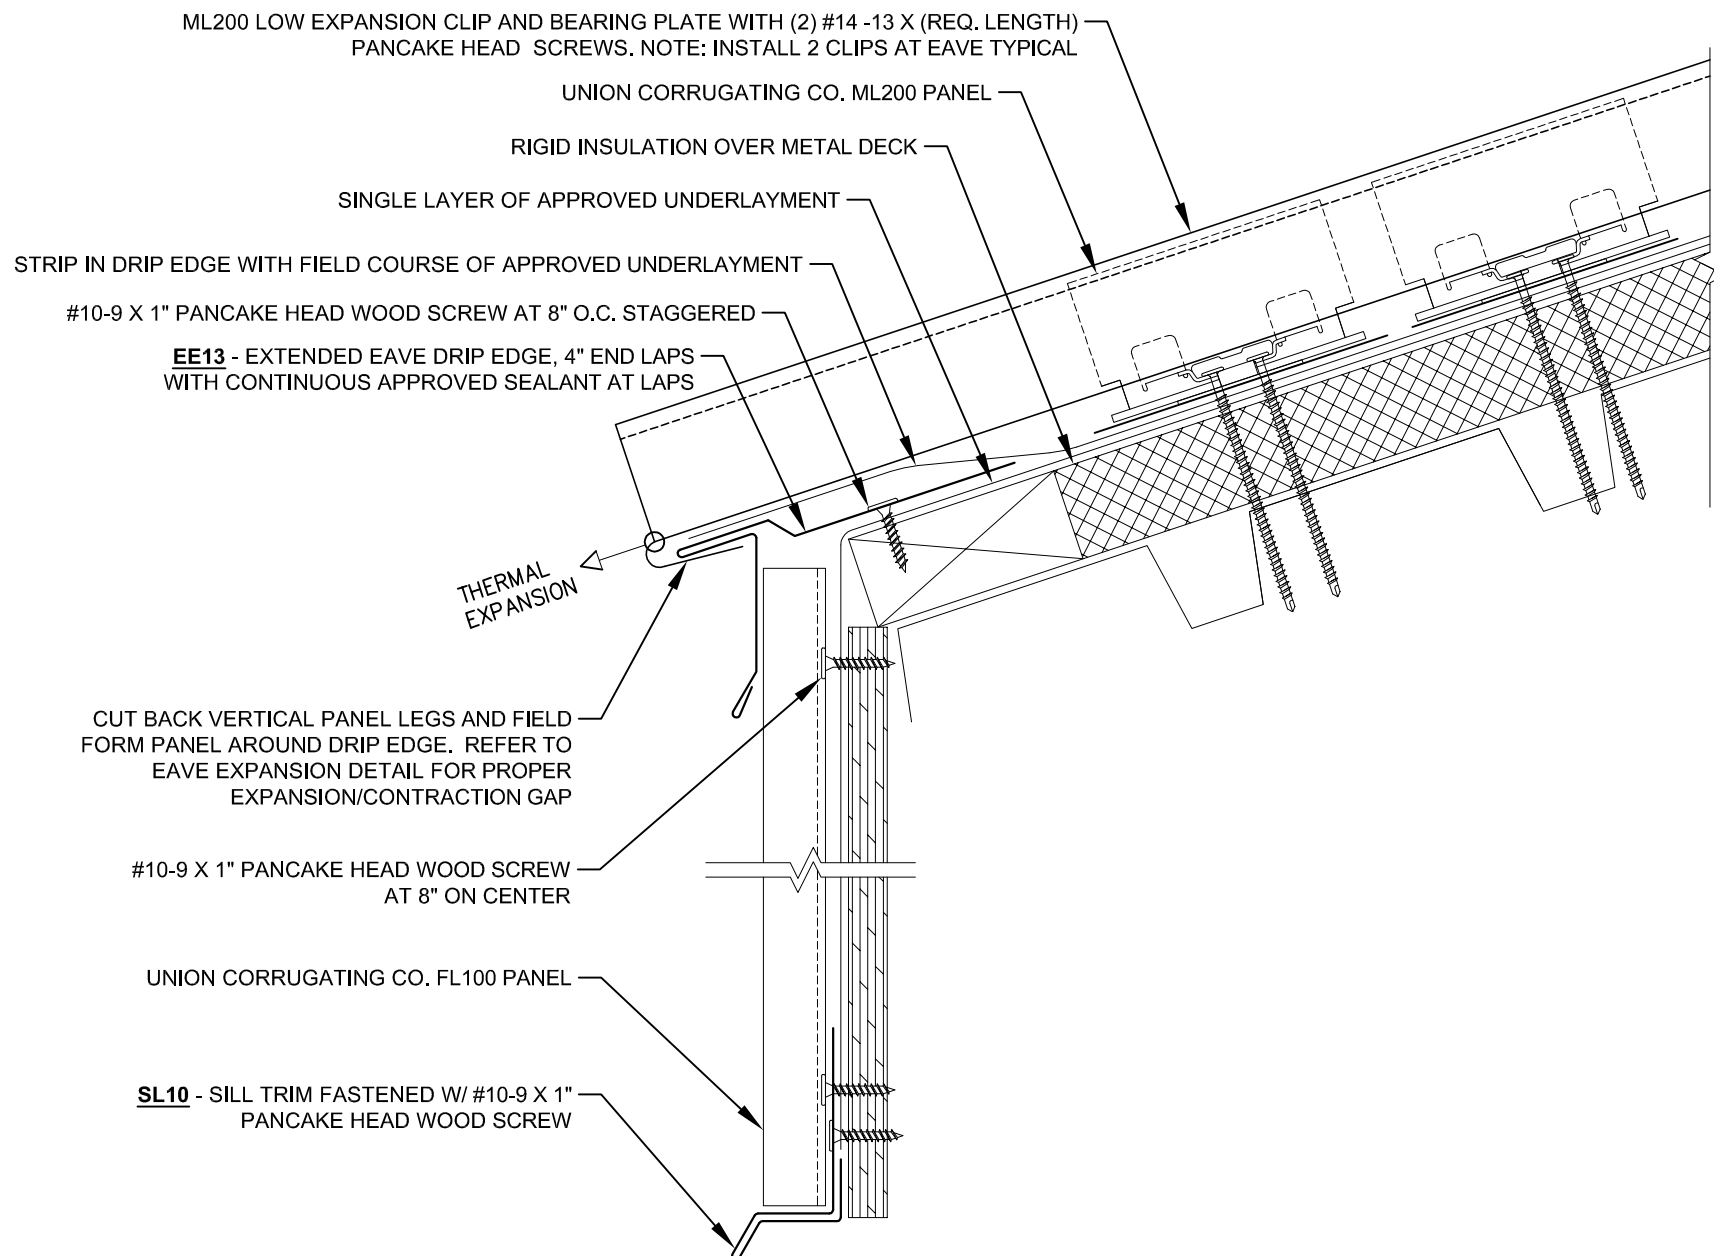 ML200 LOW EXPANSION CLIP AND BEARING PLATE WITH (2) #14 -13 X (REQ. LENGTH)
PANCAKE HEAD SCREWS. NOTE: INSTALL 2 CLIPS AT EAVE TYPICAL
UNION CORRUGATING CO. ML200 PANEL
RIGID INSULATION OVER METAL DECK
SINGLE LAYER OF APPROVED UNDERLAYMENT
STRIP IN DRIP EDGE WITH FIELD COURSE OF APPROVED UNDERLAYMENT
#10-9 X 1" PANCAKE HEAD WOOD SCREW AT 8" O.C. STAGGERED
EE13 - EXTENDED EAVE DRIP EDGE, 4" END LAPS
WITH CONTINUOUS APPROVED SEALANT AT LAPS
THERMAL
EXPANSION
CUT BACK VERTICAL PANEL LEGS AND FIELD
FORM PANEL AROUND DRIP EDGE. REFER TO
EAVE EXPANSION DETAIL FOR PROPER
EXPANSION/CONTRACTION GAP
#10-9 X 1" PANCAKE HEAD WOOD SCREW
AT 8" ON CENTER
UNION CORRUGATING CO. FL100 PANEL
SL10 - SILL TRIM FASTENED W/ #10-9 X 1"
PANCAKE HEAD WOOD SCREW